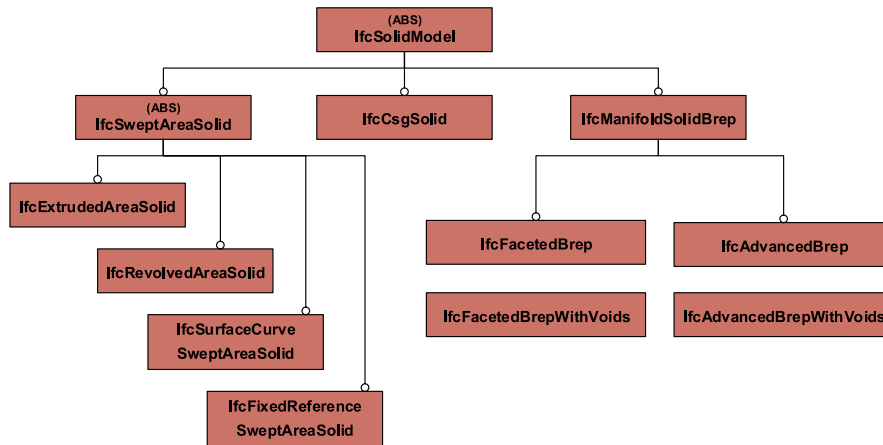 (ABS)
IfcSolidModel
(ABS)
IfcSweptAreaSolid
IfcCsgSolid
IfcManifoldSolidBrep
IfcExtrudedAreaSolid
IfcFacetedBrep
IfcAdvancedBrep
IfcRevolvedAreaSolid
IfcFacetedBrepWithVoids
IfcAdvancedBrepWithVoids
IfcSurfaceCurve
SweptAreaSolid
IfcFixedReference
SweptAreaSolid